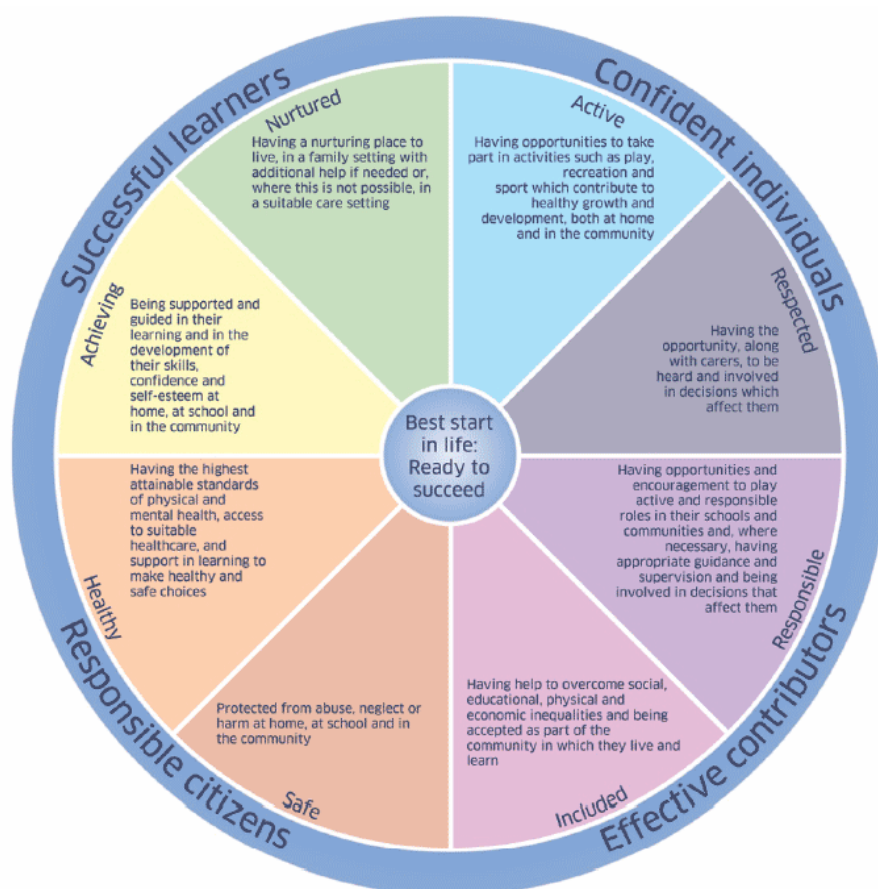 Successful learners
Confident individuals
Nurtured
Having a nurturing place to
live, in a family setting with
additional help if needed or,
where this is not possible, in
a suitable care setting
Active
Having opportunities to take
part in activities such as play,
recreation and
sport which contribute to
healthy growth and
development, both at home
and in the community
Achieving
Being supported and
guided in their
learning and in the
development of
their skills,
confidence and
self-esteem at
home, at school and
in the community
Respected
Having the
opportunity, along
with carers, to be
heard and involved
in decisions which
affect them
Best start
in life:
Ready to
succeed
Healthy
Having the highest
attainable standards
of physical and
mental health, access
to suitable
healthcare, and
support in learning to
make healthy and
safe choices
Responsible
Having opportunities and
encouragement to play
active and responsible
roles in their schools and
communities and, where
necessary, having
appropriate guidance and
supervision and being
involved in decisions that
affect them
Safe
Protected from abuse, neglect or
harm at home, at school and in
the community
Included
Having help to overcome social,
educational, physical and
economic inequalities and being
accepted as part of the
community in which they live and
learn
Responsible citizens
Effective contributors